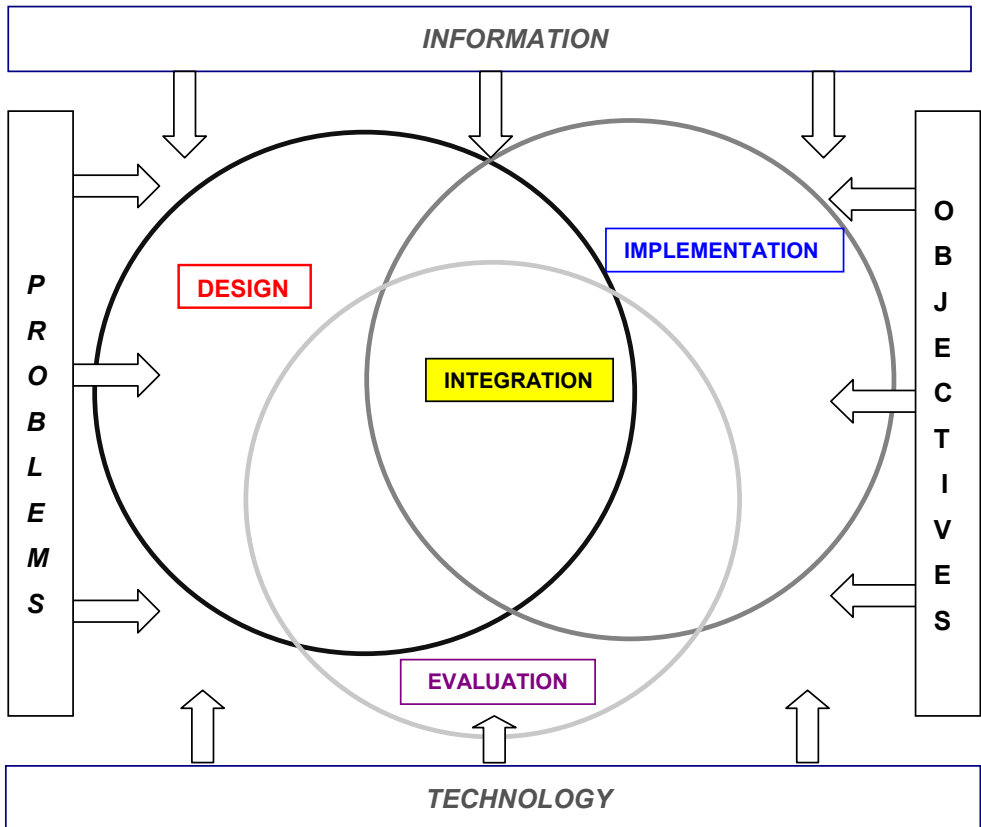 INFORMATION
PROBLEMS
DESIGN
IMPLEMENTATION
INTEGRATION
EVALUATION
OBJECTIVES
TECHNOLOGY